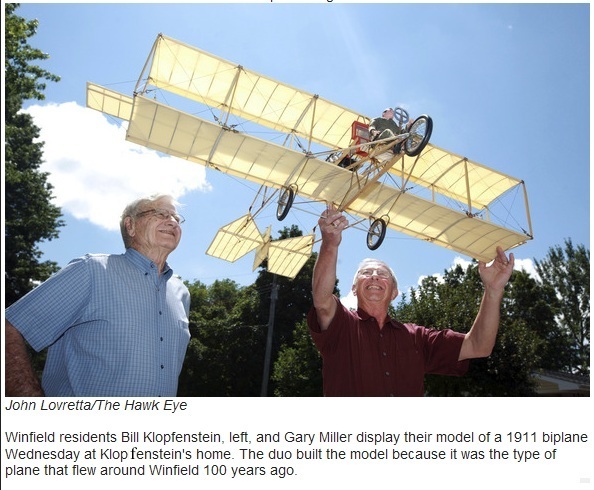 John Lovretta/The Hawk Eye
Winfield residents Bill Klopfenstein, left, and Gary Miller display their model of a 1911 biplane
Wednesday at Klopfenstein's home. The duo built the model because it was the type of
plane that flew around Winfield 100 years ago.